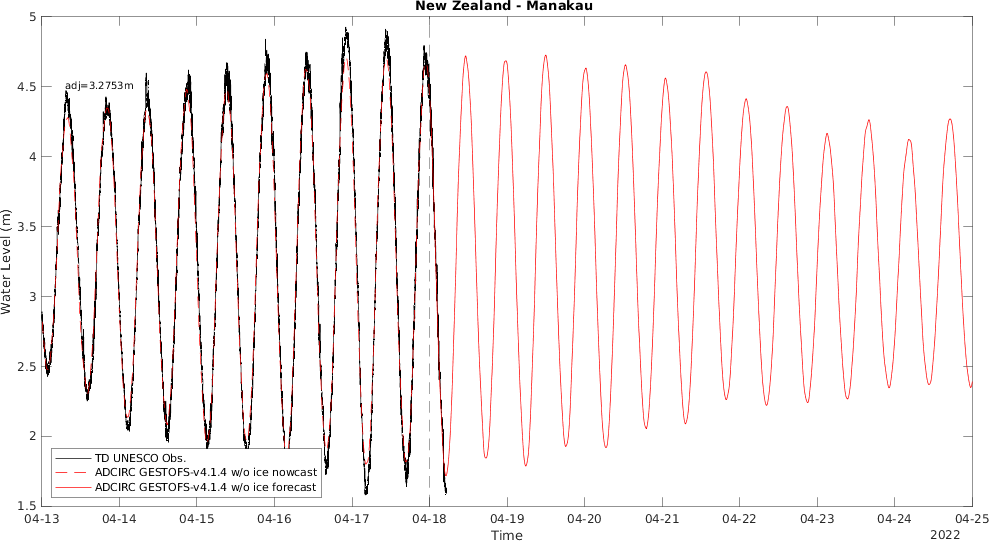 New Zealand - Manakau
Water Level (m)
5
4.5
4
3.5
3
2.5
2
1.5
adj=3.2753m
TD UNESCO Obs.
ADCIRC GESTOFS-v4.1.4 w/o ice nowcast
ADCIRC GESTOFS-v4.1.4 w/o ice forecast
04-13 04-14 04-15 04-16 04-17 04-18 04-19 04-20 04-21 04-22 04-23 04-24 04-25
Time
2022